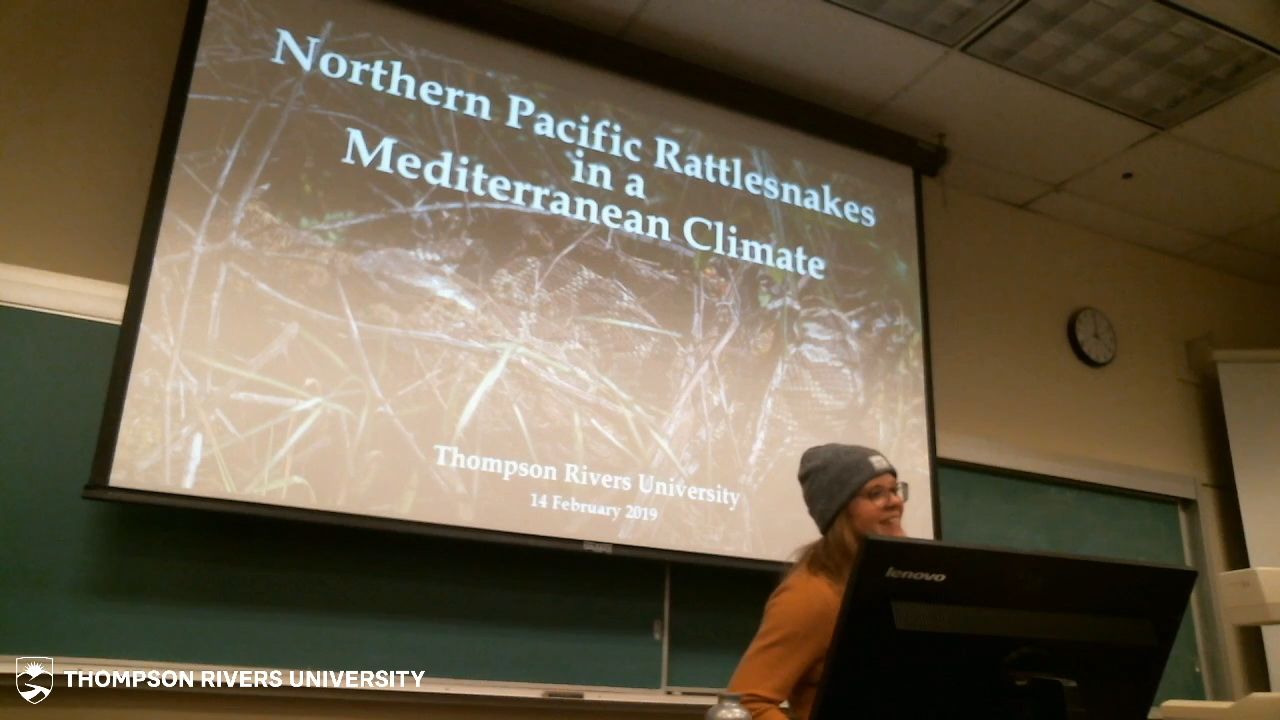 Northern Pacific Rattlesnakes
in a
Mediterranean Climate
Thompson Rivers University
14 February 2019
lenovo
THOMPSON RIVERS UNIVERSITY